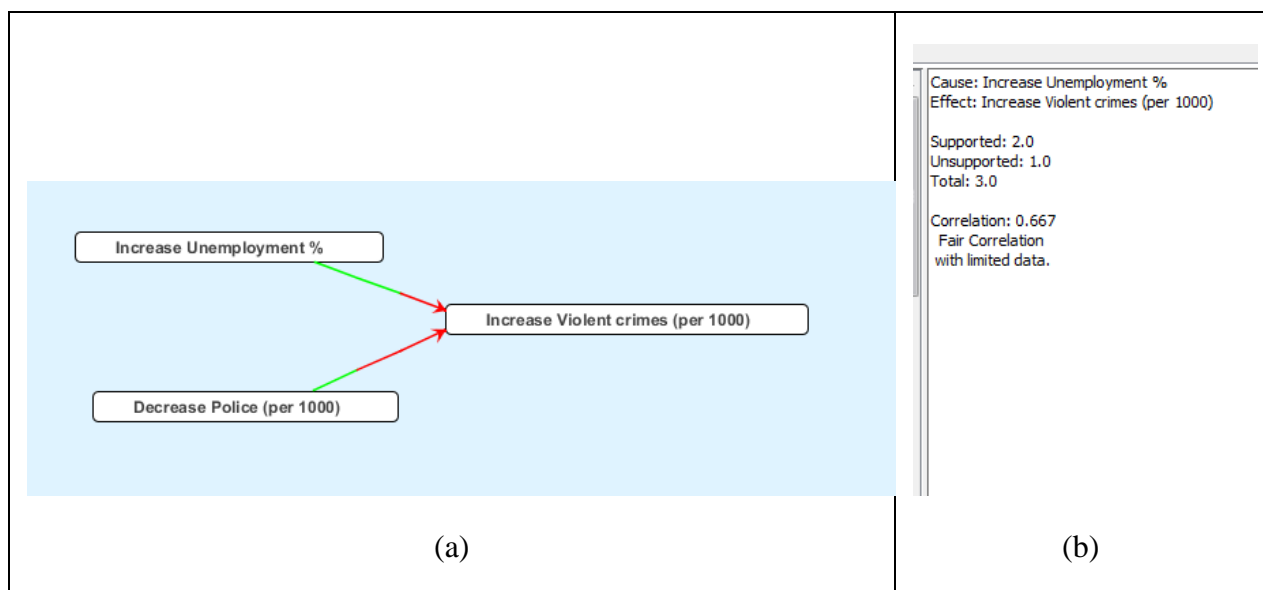 Increase Unemployment %
Increase Violent crimes (per 1000)
Decrease Police (per 1000)
(a)
Cause: Increase Unemployment %
Effect: Increase Violent crimes (per 1000)
Supported: 2.0
Unsupported: 1.0
Total: 3.0
Correlation: 0.667
Fair Correlation
with limited data.
(b)